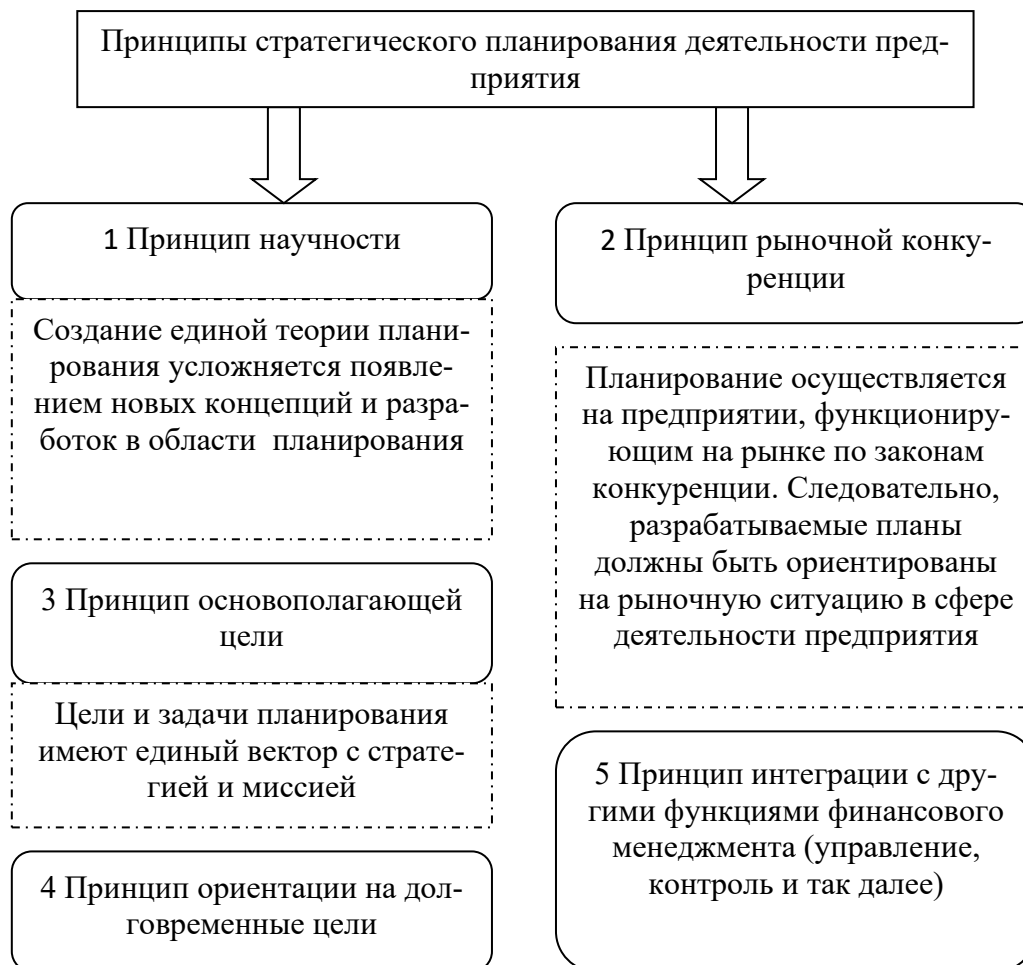 Принципы стратегического планирования деятельности пред-
приятия
1 Принцип научности
Создание единой теории плани-
рования усложняется появле-
нием новых концепций и разра-
боток в области планирования
2 Принцип рыночной конку-
ренции
Планирование осуществляется
на предприятии, функциониру-
ющим на рынке по законам
конкуренции. Следовательно,
разрабатываемые планы
должны быть ориентированы
на рыночную ситуацию в сфере
деятельности предприятия
3 Принцип основополагающей
цели
Цели и задачи планирования
имеют единый вектор с страте-
гией и миссией
4 Принцип ориентации на дол-
говременные цели
5 Принцип интеграции с дру-
гими функциями финансового
менеджмента (управление,
контроль и так далее)